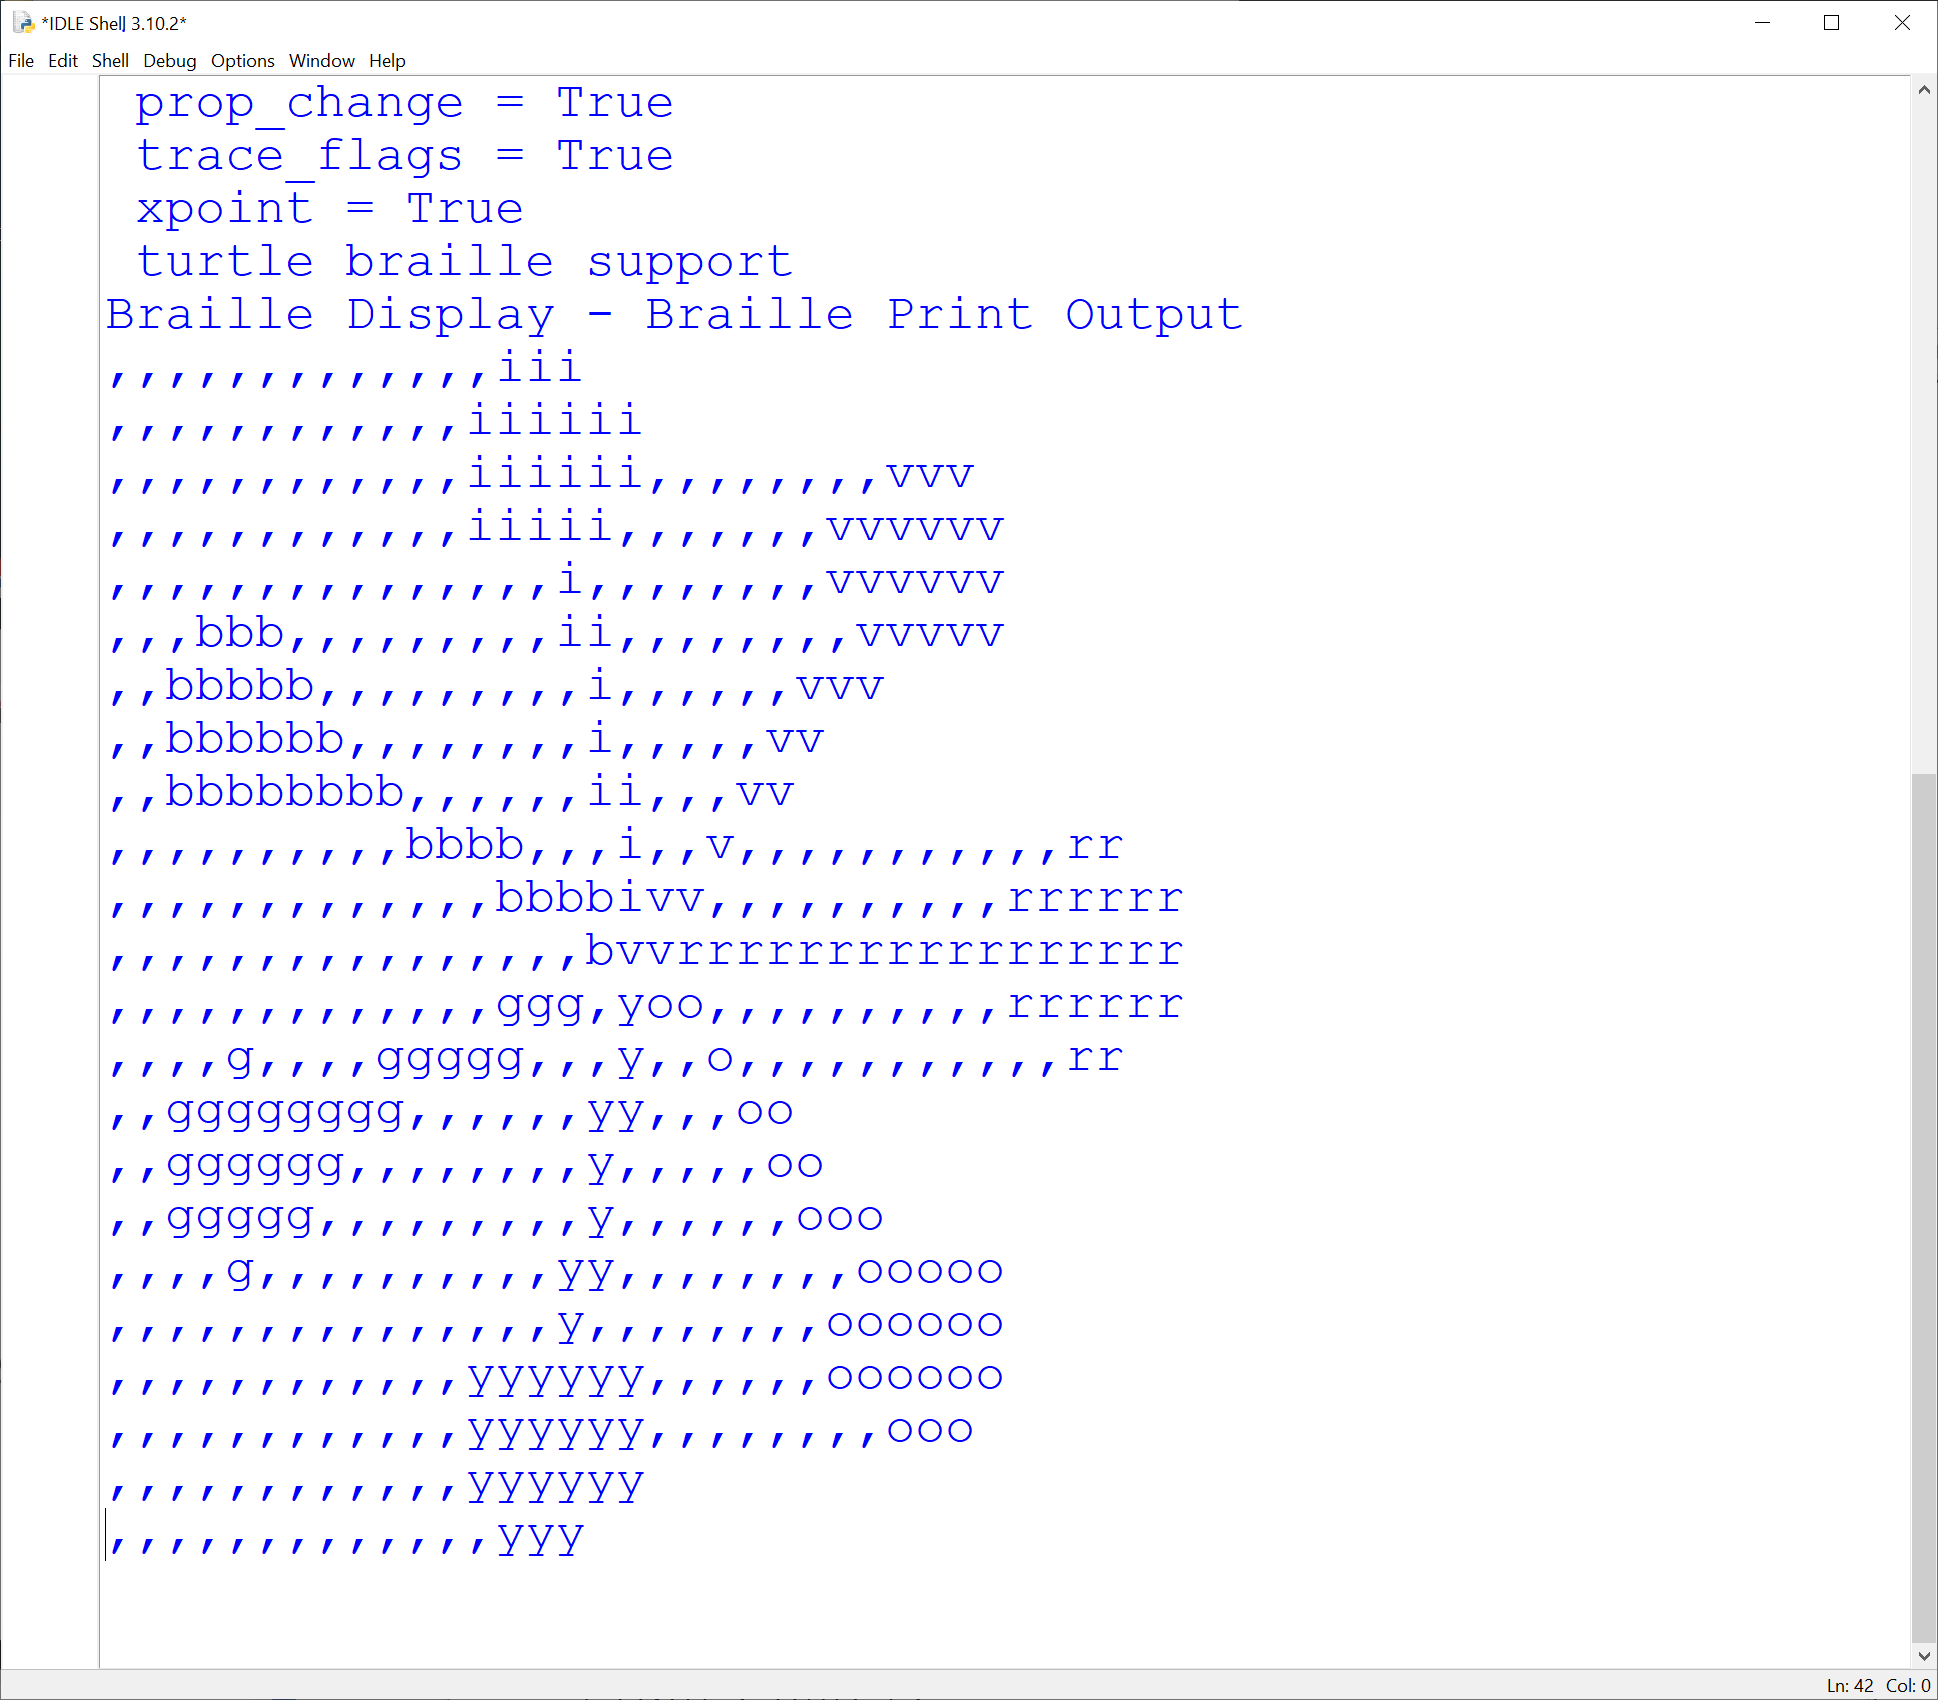 *IDLE Shell 3.10.2*
File Edit Shell Debug Options Window Help
prop_change = True
trace_flags = True
xpoint = True
turtle braille support
Braille Display - Braille Print Output
,,,,,,,,,,,,,iii
,,,,,,,,,,,,iiiiii
,,,,,,,,,,,,iiiiii,,,,,,,,vvv
,,,,,,,,,,,,iiiii,,,,,,,vvvvvv
,,,,,,,,,,,,,,,i,,,,,,,,vvvvvv
,,,bbb,,,,,,,,,ii,,,,,,,,vvvvv
,,bbbbb,,,,,,,,,i,,,,,,vvv
,,bbbbbb,,,,,,,,i,,,,,vv
,,bbbbbbbb,,,,,,ii,,,vv
,,,,,,,,,,bbbb,,,i,,v,,,,,,,,,,,rr
,,,,,,,,,,,,,bbbbivv,,,,,,,,,,rrrrrr
,,,,,,,,,,,,,,,,bvvrrrrrrrrrrrrrrrrr
,,,,,,,,,,,,,ggg,yoo,,,,,,,,,,rrrrrr
,,,,g,,,,ggggg,,,y,,o,,,,,,,,,,,rr
,,gggggggg,,,,,,yy,,,oo
,,gggggg,,,,,,,,y,,,,,oo
,,ggggg,,,,,,,,,y,,,,,,ooo
,,,,g,,,,,,,,,,yy,,,,,,,,ooooo
,,,,,,,,,,,,,,,y,,,,,,,,oooooo
,,,,,,,,,,,,yyyyyy,,,,,,oooooo
,,,,,,,,,,,,yyyyyy,,,,,,,,ooo
,,,,,,,,,,,,yyyyyy
,,,,,,,,,,,,,yyy
Ln: 42 Col: 0